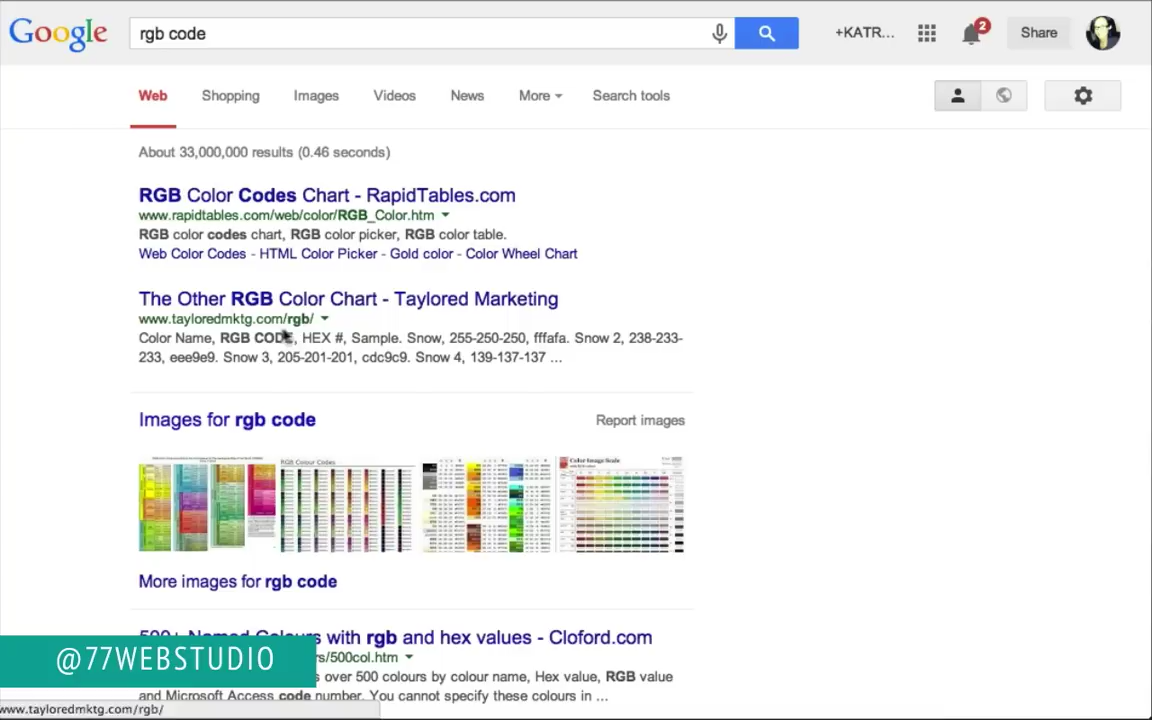 Google
rgb code
+KATR...
2
Share
Web Shopping Images Videos News More Search tools
About 33,000,000 results (0.46 seconds)
RGB Color Codes Chart - RapidTables.com
www.rapidtables.com/web/color/RGB_Color.htm
RGB color codes chart, RGB color picker, RGB color table.
Web Color Codes - HTML Color Picker - Gold color - Color Wheel Chart
The Other RGB Color Chart - Taylored Marketing
www.tayloredmktg.com/rgb/
Color Name, RGB CODE, HEX #, Sample. Snow, 255-250-250, fffafa. Snow 2, 238-233-
233, eee9e9. Snow 3, 205-201-201, cdc9c9. Snow 4, 139-137-137 ...
Images for rgb code
Report images
RGB Colour Codes
Color Image Scale
More images for rgb code
500+ Named Colours with rgb and hex values - Cloford.com
rs/500col.htm
s over 500 colours by colour name, Hex value, RGB value
and Microsoft Access code number. You cannot specify these colours in ...
@77WEBSTUDIO
www.tayloredmktg.com/rgb/